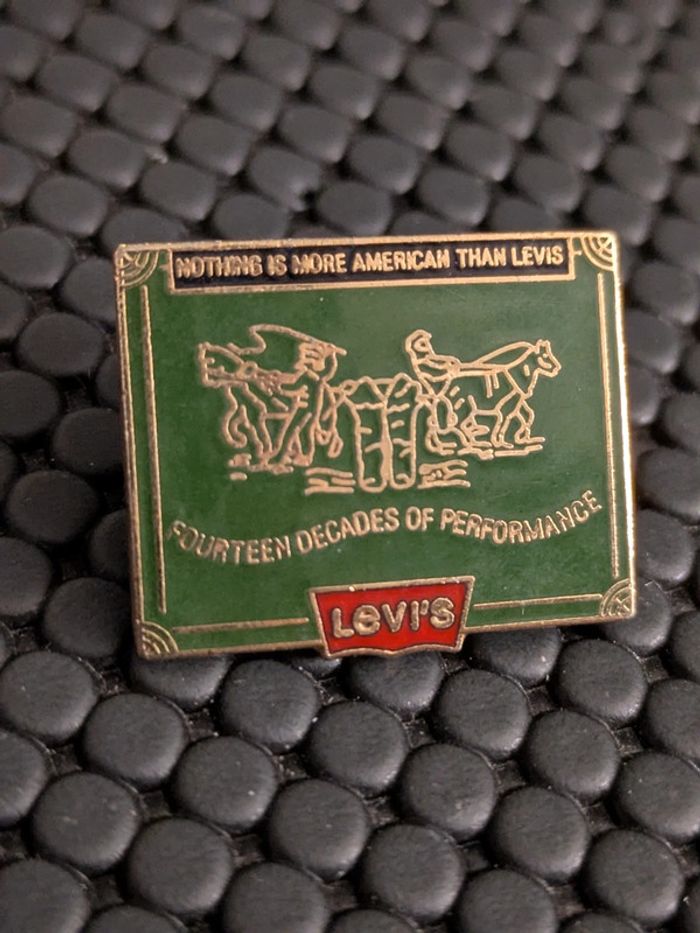 NOTHING IS MORE AMERICAN THAN LEVIS
FOURTEEN DECADES OF PERFORMANCE
LeVI'S